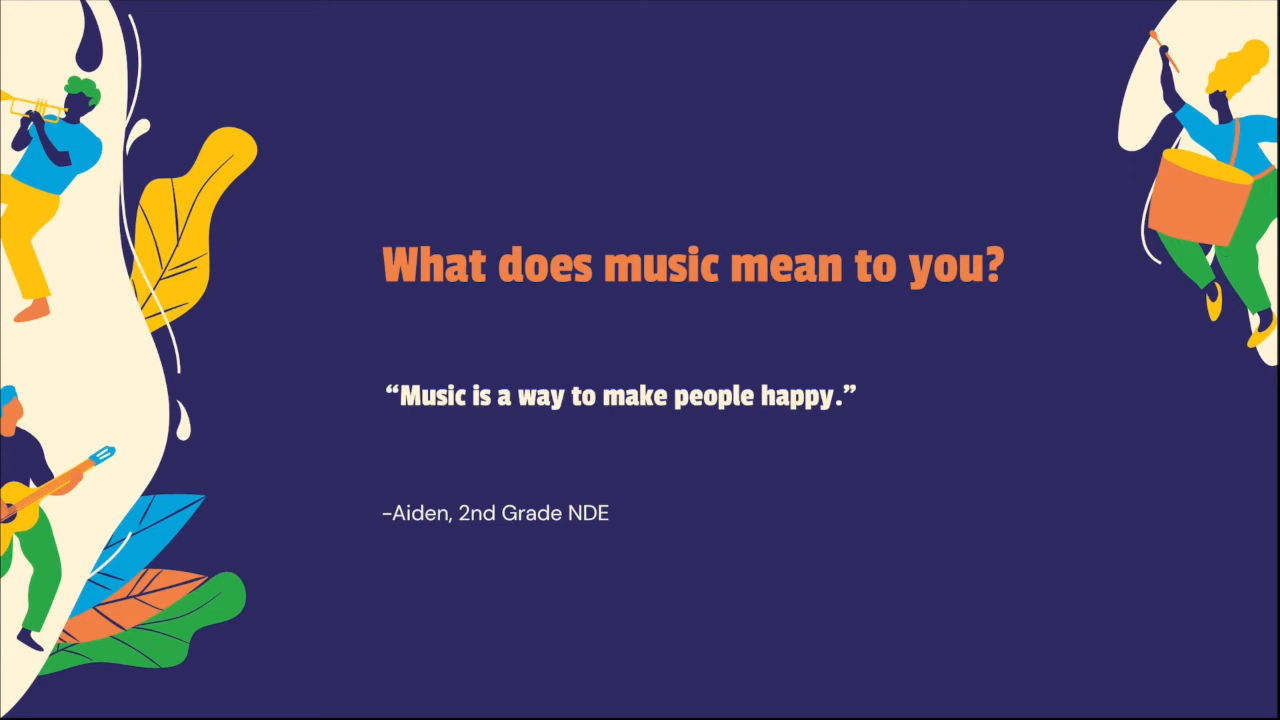 What does music mean to you?
“Music is a way to make people happy.”
-Aiden, 2nd Grade NDE